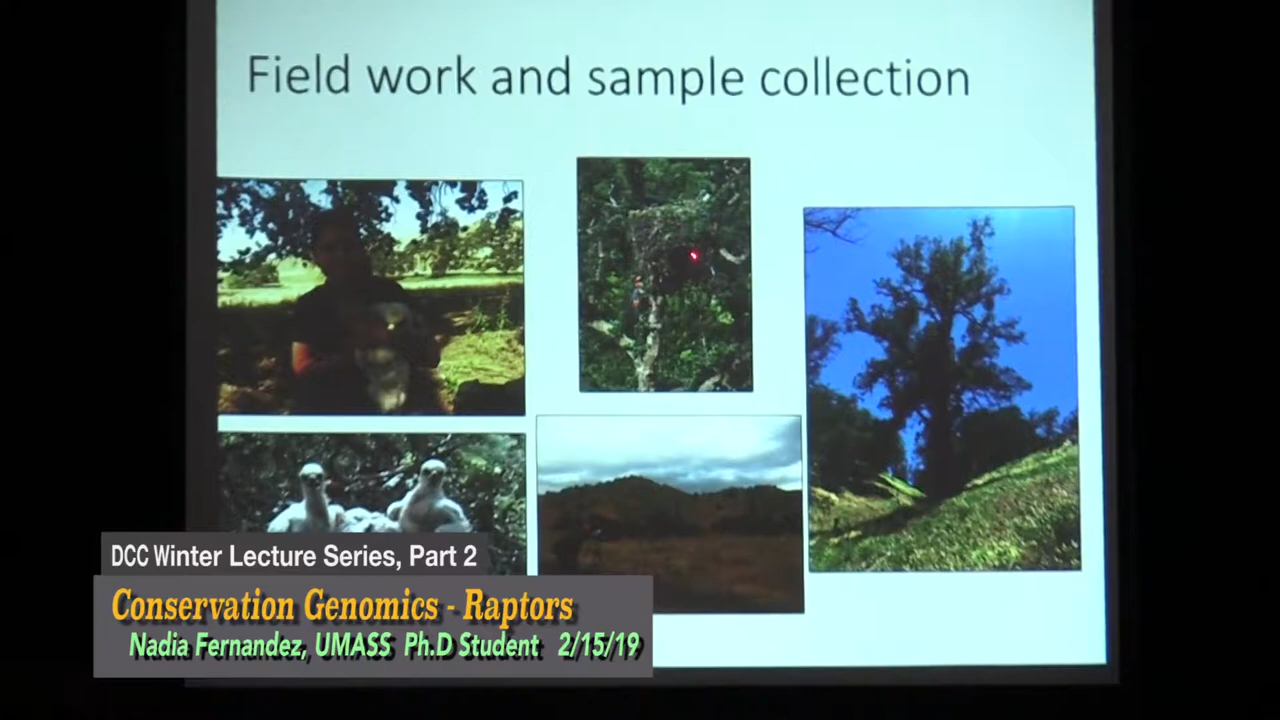 Field work and sample collection
DCC Winter Lecture Series, Part 2
Conservation Genomics - Raptors
Nadia Fernandez, UMASS Ph.D Student 2/15/19